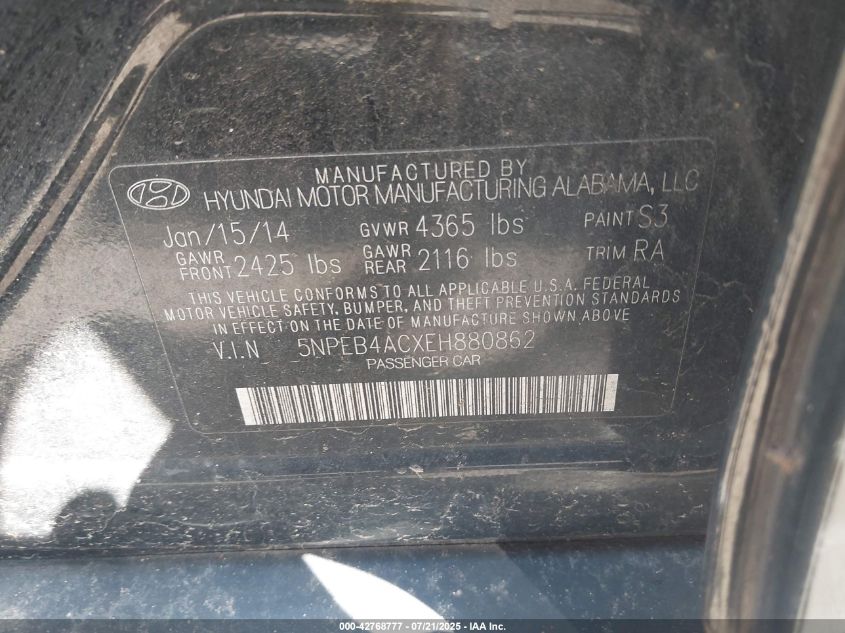 MANUFACTURED BY
HYUNDAI MOTOR MANUFACTURING ALABAMA, LLC
Jan/15/14 GVWR 4365 lbs PAINT S3
GAWR FRONT 2425 lbs GAWR REAR 2116 lbs TRIM RA
THIS VEHICLE CONFORMS TO ALL APPLICABLE U.S.A. FEDERAL
MOTOR VEHICLE SAFETY, BUMPER, AND THEFT PREVENTION STANDARDS
IN EFFECT ON THE DATE OF MANUFACTURE SHOWN ABOVE
V.I.N 5NPEB4ACXEH880862
PASSENGER CAR
000-42768777 - 07/21/2025 - IAA Inc.